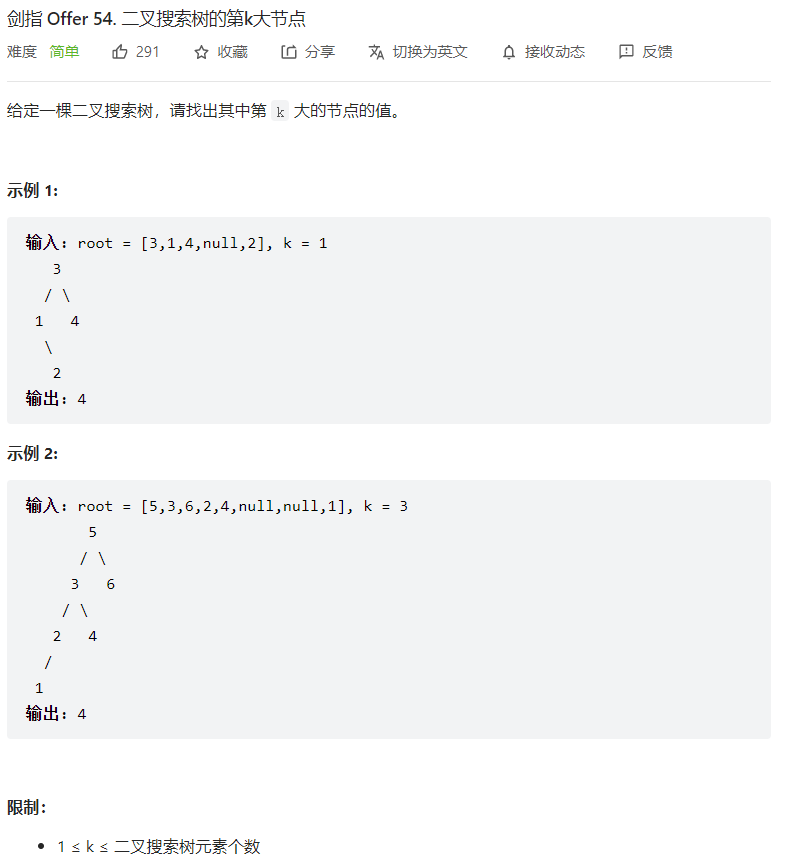 剑指 Offer 54. 二叉搜索树的第k大节点
难度 简单 291 收藏 分享 切换为英文 接收动态 反馈
给定一棵二叉搜索树，请找出其中第 k 大的节点的值。
示例 1:
输入: root = [3,1,4,null,2], k = 1
3
/ \
1 4
\
2
输出: 4
示例 2:
输入: root = [5,3,6,2,4,null,null,1], k = 3
5
/ \
3 6
/ \
2 4
/
1
输出: 4
限制：
• 1 ≤ k ≤ 二叉搜索树元素个数